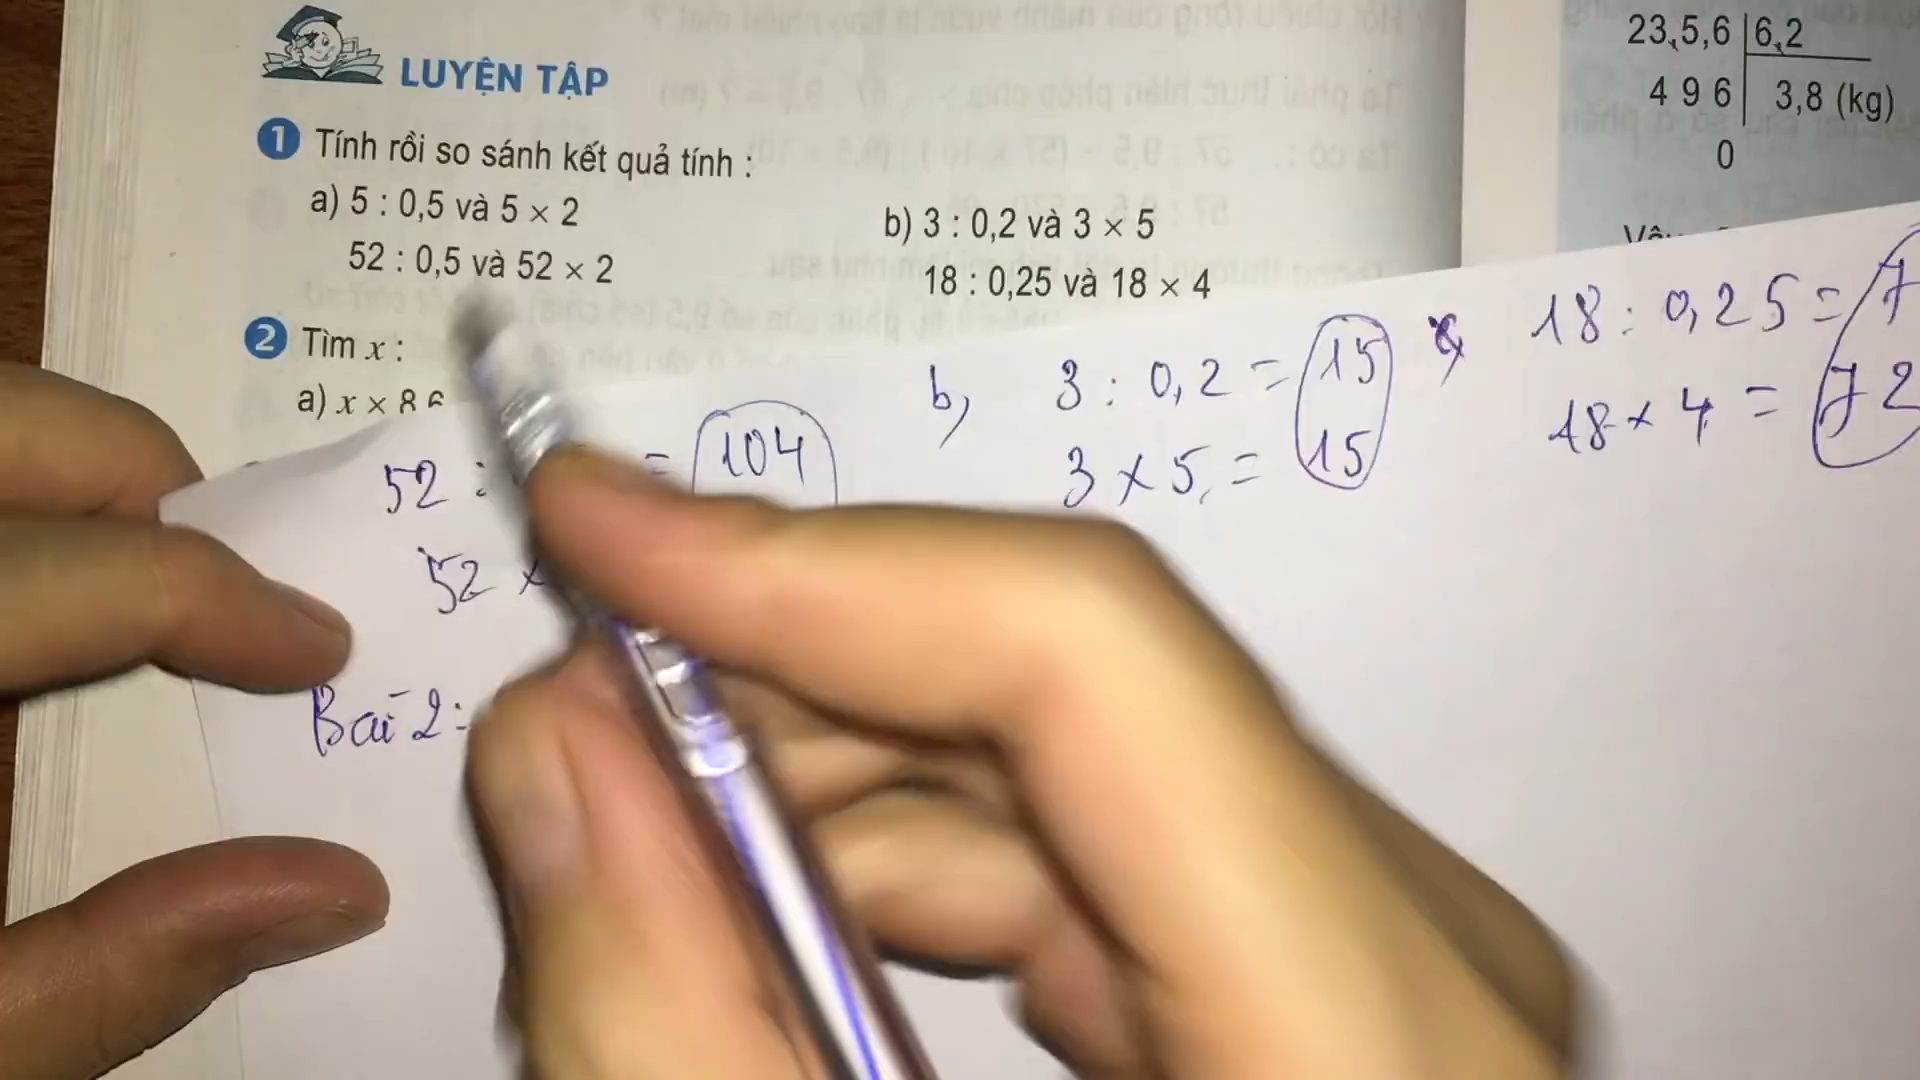 LUYỆN TẬP
1 Tính rồi so sánh kết quả tính :
a) 5 : 0,5 và 5 × 2
52 : 0,5 và 52 × 2
b) 3 : 0,2 và 3 × 5
18 : 0,25 và 18 × 4
2 Tìm x :
a) x × 8
23,5,6 6,2
496 3,8 (kg)
0
52 : = 104
52 ×
Bài 2:
b, 3 : 0,2 = 15
3 × 5 = 15
18 : 0,25 = 7
18 × 4 = 72